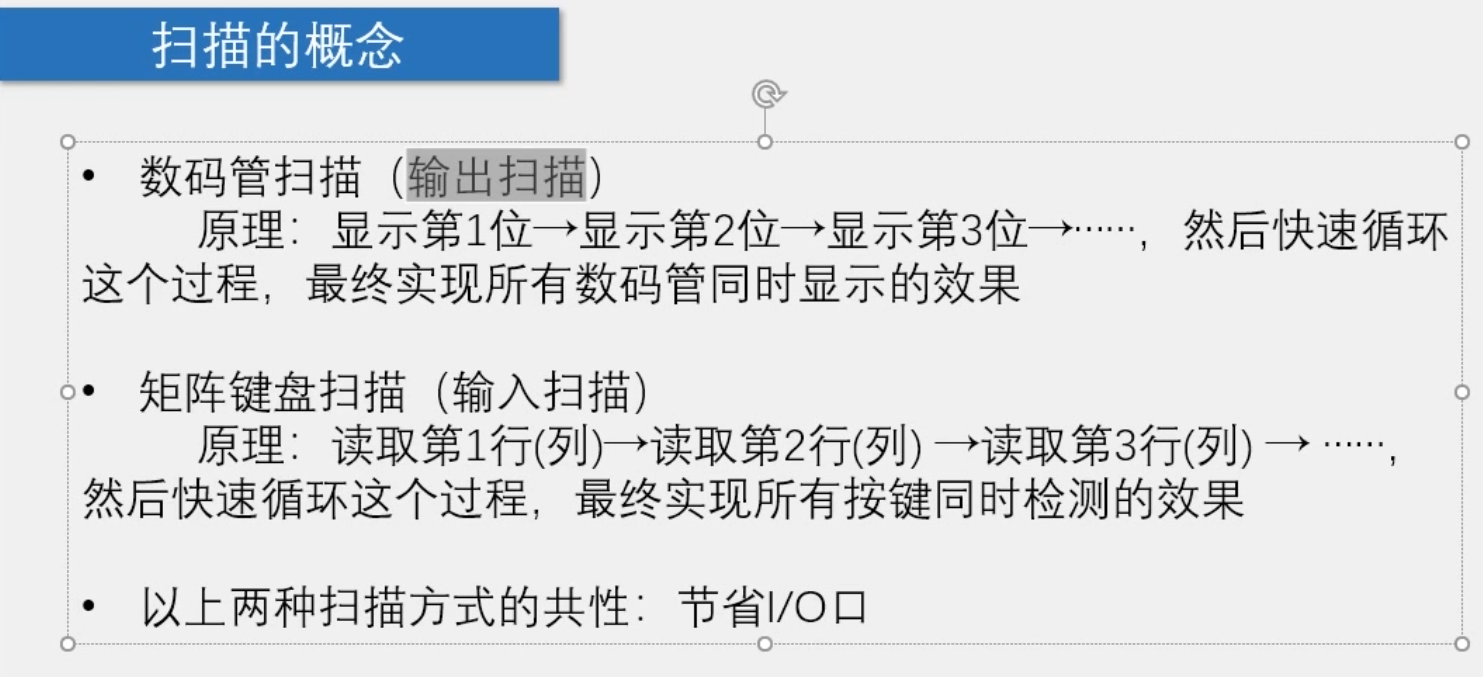 扫描的概念
• 数码管扫描（输出扫描）
原理：显示第1位→显示第2位→显示第3位→……，然后快速循环
这个过程，最终实现所有数码管同时显示的效果
• 矩阵键盘扫描（输入扫描）
原理：读取第1行(列)→读取第2行(列) →读取第3行(列) → ……，
然后快速循环这个过程，最终实现所有按键同时检测的效果
• 以上两种扫描方式的共性：节省I/O口